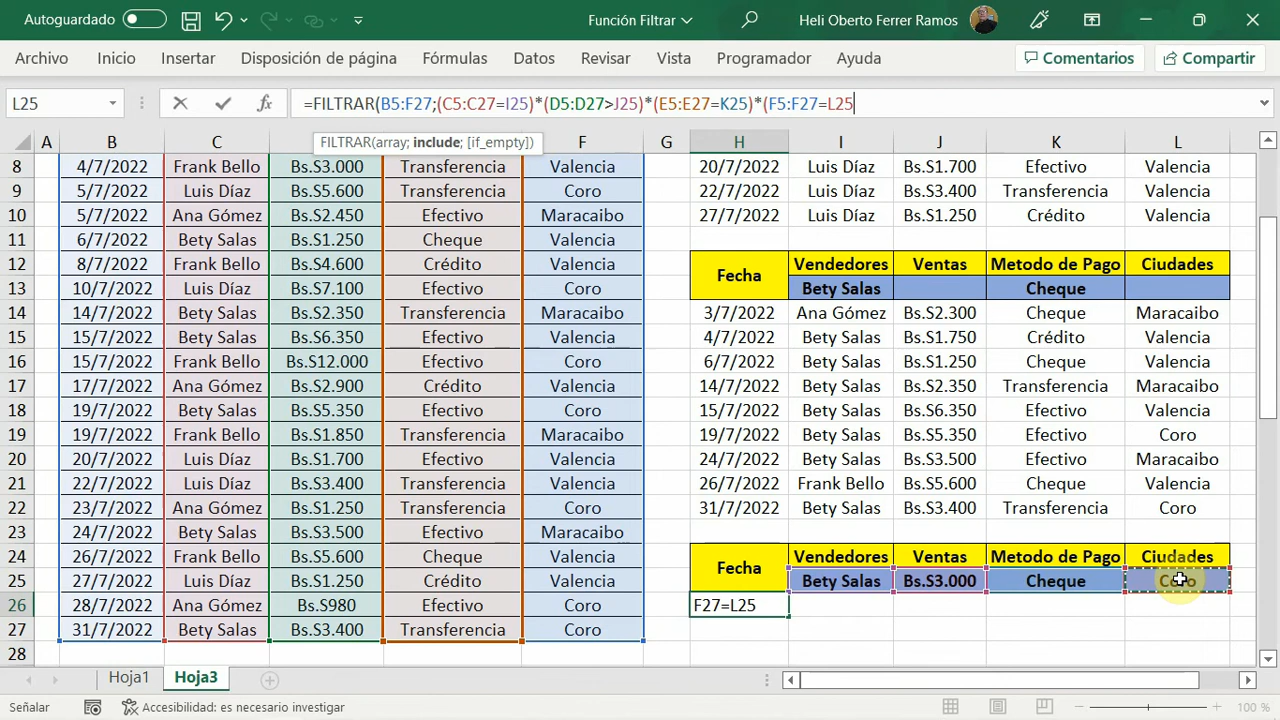 Autoguardado
Función Filtrar
Heli Oberto Ferrer Ramos
Archivo Inicio Insertar Disposición de página Fórmulas Datos Revisar Vista Programador Ayuda Comentarios Compartir
L25 fx =FILTRAR(B5:F27;(C5:C27=I25)*(D5:D27>J25)*(E5:E27=K25)*(F5:F27=L25
FILTRAR(array; include; [if_empty])
A B C F G H I J K L
8 4/7/2022 Frank Bello Bs.S3.000 Transferencia Valencia 20/7/2022 Luis Díaz Bs.S1.700 Efectivo Valencia
9 5/7/2022 Luis Díaz Bs.S5.600 Transferencia Coro 22/7/2022 Luis Díaz Bs.S3.400 Transferencia Valencia
10 5/7/2022 Ana Gómez Bs.S2.450 Efectivo Maracaibo 27/7/2022 Luis Díaz Bs.S1.250 Crédito Valencia
11 6/7/2022 Bety Salas Bs.S1.250 Cheque Valencia
12 8/7/2022 Frank Bello Bs.S4.600 Crédito Valencia Fecha Vendedores Ventas Metodo de Pago Ciudades
13 10/7/2022 Luis Díaz Bs.S7.100 Efectivo Coro Bety Salas Cheque
14 14/7/2022 Bety Salas Bs.S2.350 Transferencia Maracaibo 3/7/2022 Ana Gómez Bs.S2.300 Cheque Maracaibo
15 15/7/2022 Bety Salas Bs.S6.350 Efectivo Valencia 4/7/2022 Bety Salas Bs.S1.750 Crédito Valencia
16 15/7/2022 Frank Bello Bs.S12.000 Transferencia Coro 6/7/2022 Bety Salas Bs.S1.250 Cheque Valencia
17 17/7/2022 Ana Gómez Bs.S2.900 Crédito Valencia 14/7/2022 Bety Salas Bs.S2.350 Transferencia Maracaibo
18 19/7/2022 Bety Salas Bs.S5.350 Efectivo Coro 15/7/2022 Bety Salas Bs.S6.350 Efectivo Valencia
19 19/7/2022 Frank Bello Bs.S1.850 Transferencia Maracaibo 19/7/2022 Bety Salas Bs.S5.350 Efectivo Coro
20 20/7/2022 Luis Díaz Bs.S1.700 Efectivo Valencia 24/7/2022 Bety Salas Bs.S3.500 Efectivo Maracaibo
21 22/7/2022 Luis Díaz Bs.S3.400 Transferencia Valencia 26/7/2022 Frank Bello Bs.S5.600 Cheque Valencia
22 23/7/2022 Ana Gómez Bs.S1.250 Transferencia Coro 31/7/2022 Bety Salas Bs.S3.400 Transferencia Coro
23 24/7/2022 Bety Salas Bs.S3.500 Efectivo Maracaibo
24 26/7/2022 Frank Bello Bs.S5.600 Cheque Valencia Fecha Vendedores Ventas Metodo de Pago Ciudades
25 27/7/2022 Luis Díaz Bs.S1.250 Crédito Valencia Bety Salas Bs.S3.000 Cheque Coro
26 28/7/2022 Ana Gómez Bs.S980 Efectivo Coro F27=L25
27 31/7/2022 Bety Salas Bs.S3.400 Transferencia Coro
28
Hoja1 Hoja3
Señalar Accesibilidad: es necesario investigar 100 %